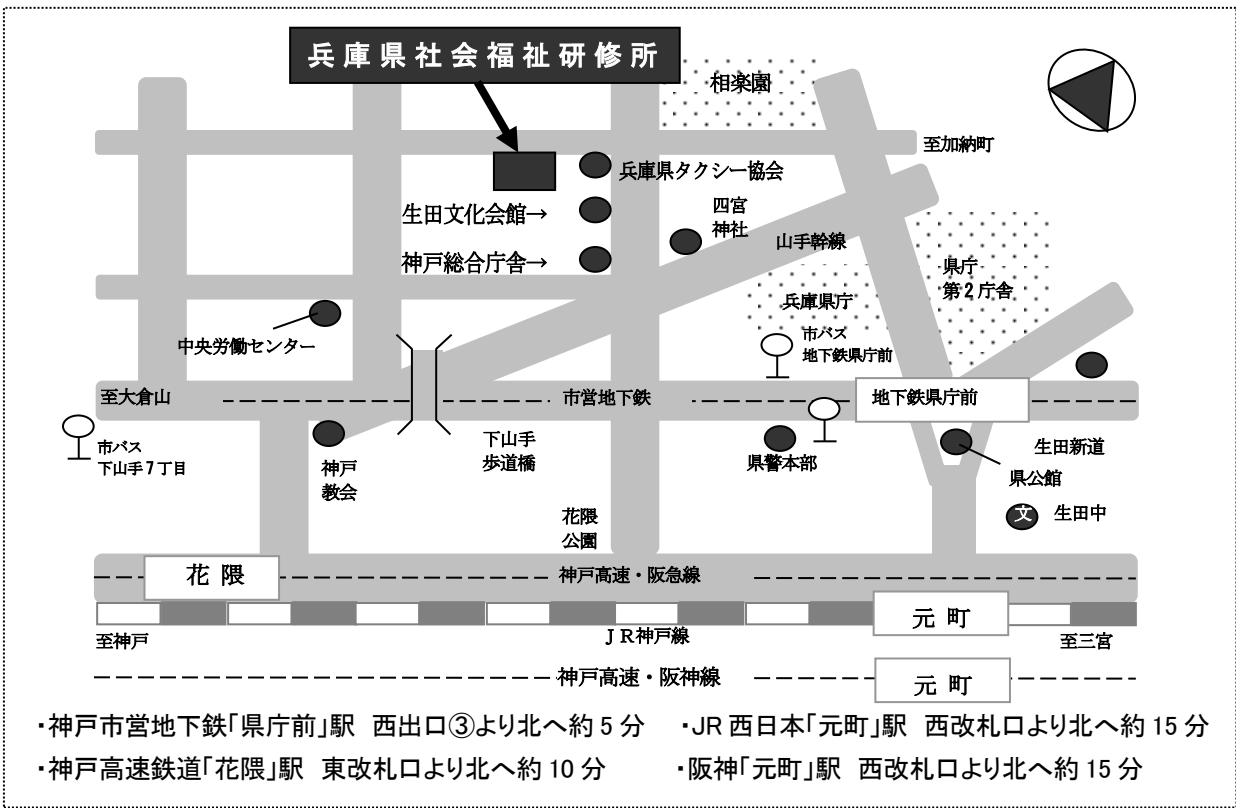 兵庫県社会福祉研修所
相楽園
至加納町
兵庫県タクシー協会
生田文化会館→
四宮
神社
山手幹線
神戸総合庁舎→
県庁
第2庁舎
兵庫県庁
中央労働センター
市バス
地下鉄県庁前
至大倉山
市営地下鉄
地下鉄県庁前
市バス
下山手7丁目
神戸
教会
下山手
歩道橋
県警本部
生田新道
県公館
文
生田中
花隈
公園
花隈
神戸高速・阪急線
元町
至神戸
JR神戸線
至三宮
神戸高速・阪神線
元町
・神戸市営地下鉄「県庁前」駅 西出口③より北へ約5分
・JR西日本「元町」駅 西改札口より北へ約15分
・神戸高速鉄道「花隈」駅 東改札口より北へ約10分
・阪神「元町」駅 西改札口より北へ約15分